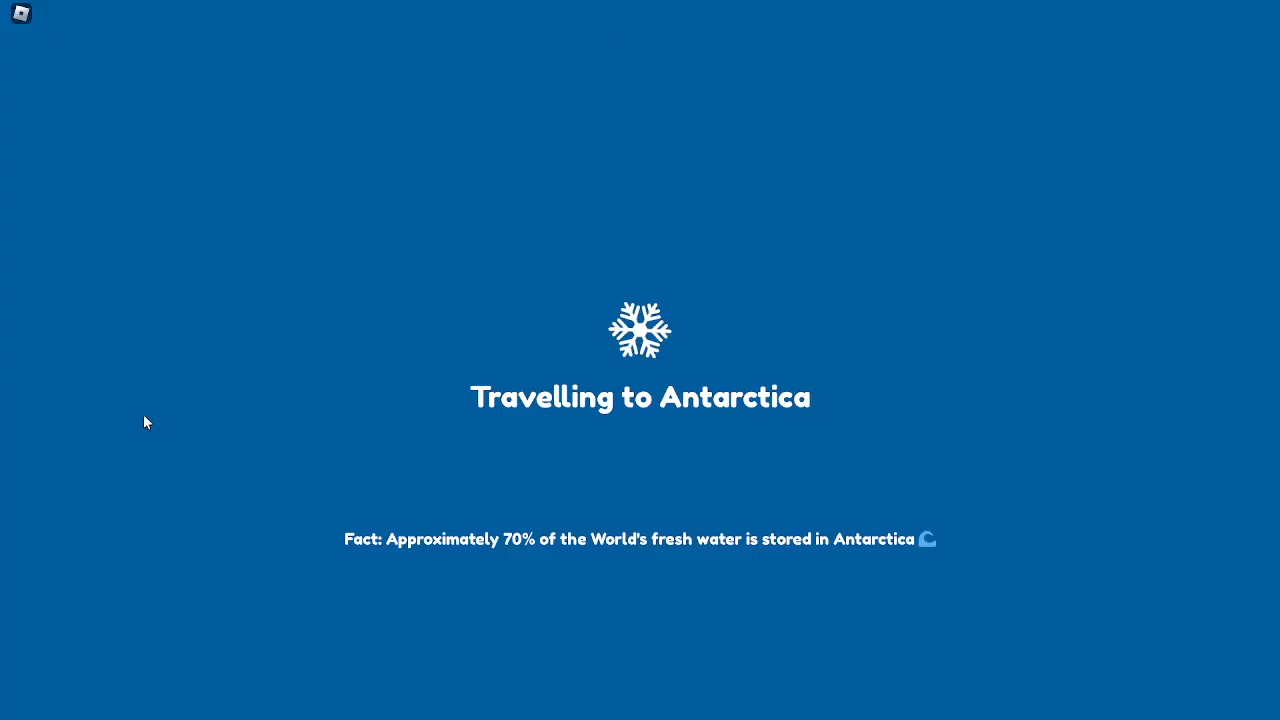 Travelling to Antarctica
Fact: Approximately 70% of the World's fresh water is stored in Antarctica 🌊